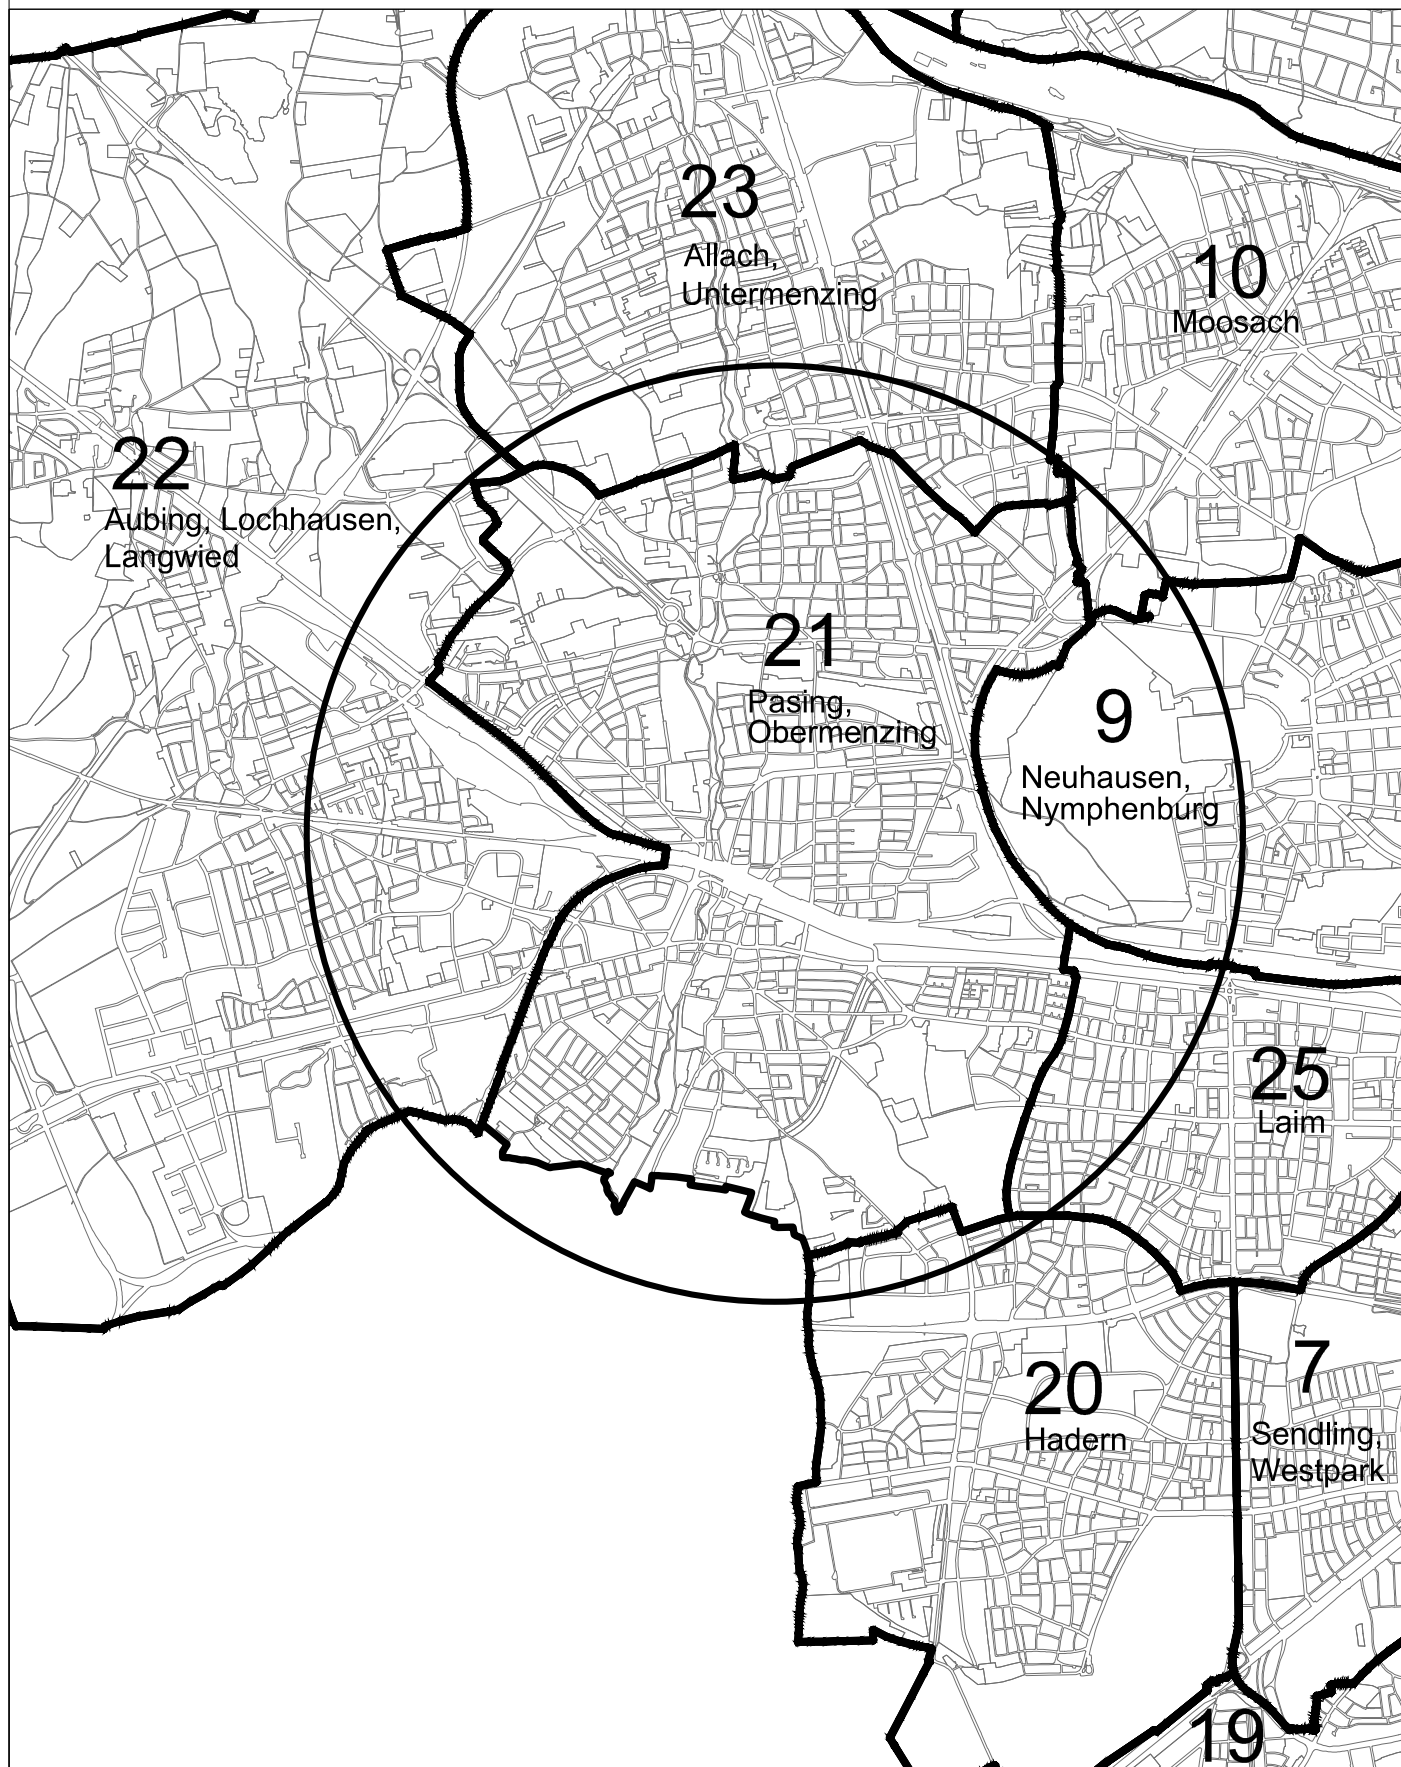 23
Allach,
Untermenzing
10
Moosach
22
Aubing, Lochhausen,
Langwied
21
Pasing,
Obermenzing
9
Neuhausen,
Nymphenburg
25
Laim
20
Hadern
7
Sendling,
Westpark
19